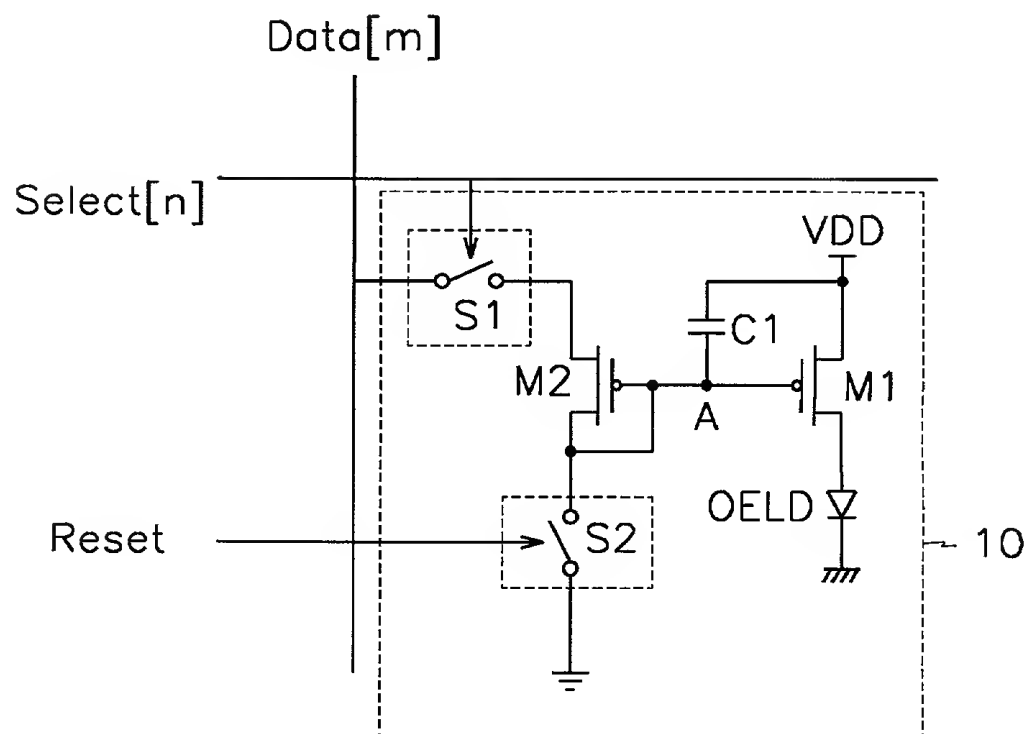 Data[m]
Select[n]
VDD
S1
C1
M2
M1
A
OELD
Reset
S2
10